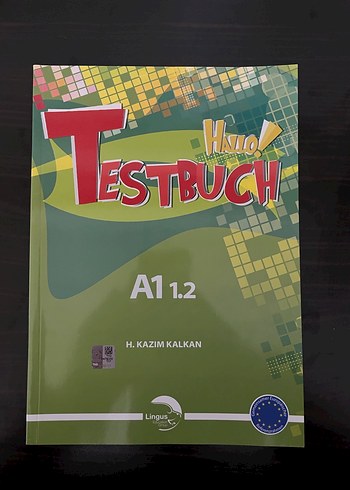 HALLO!
TESTBUCH
A1 1.2
H. KAZIM KALKAN
Lingus